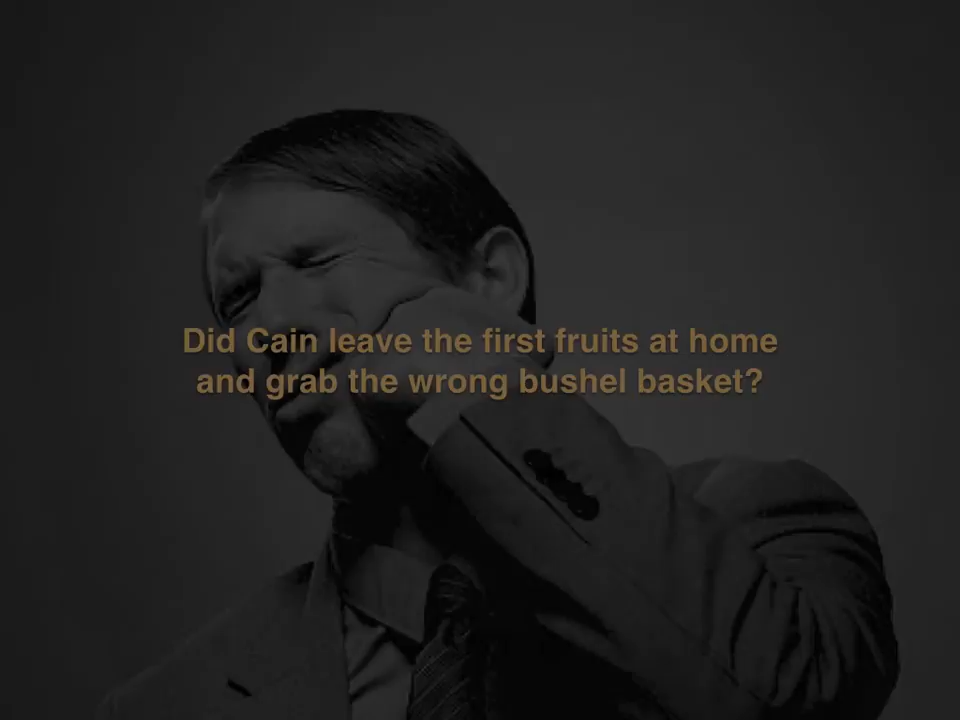 Did Cain leave the first fruits at home
and grab the wrong bushel basket?